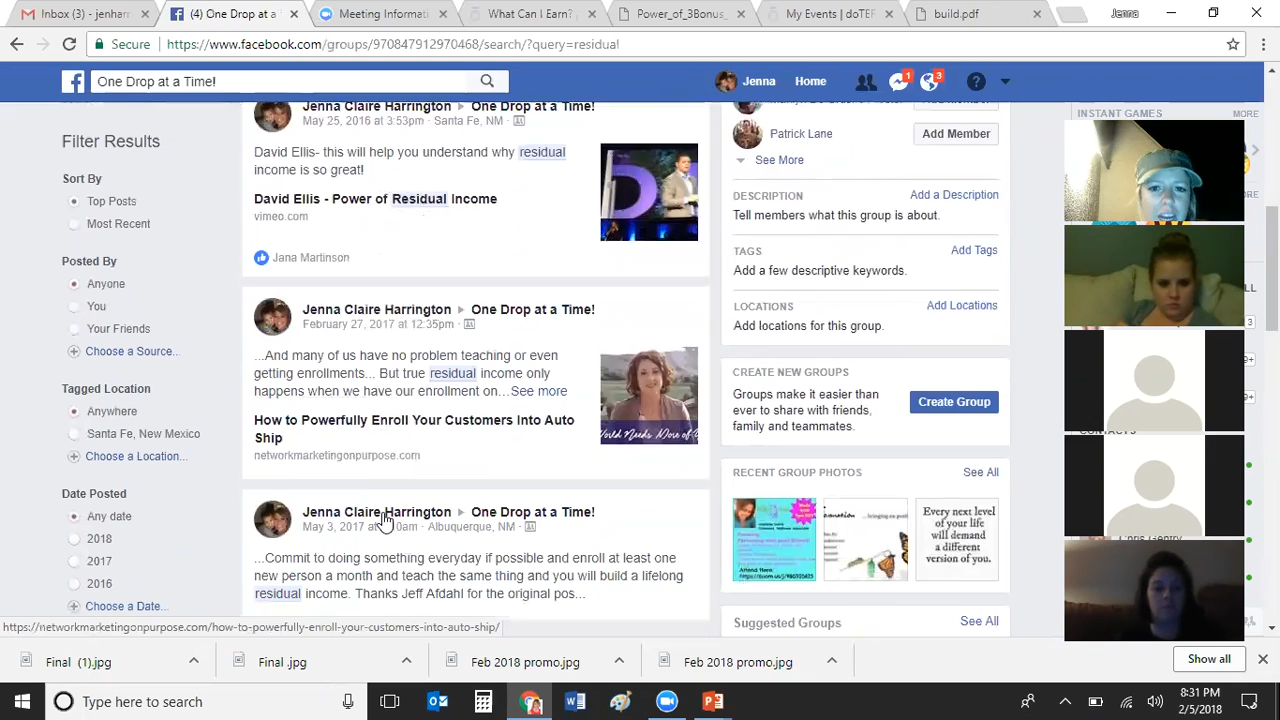 Inbox (3) - jenhar
(4) One Drop at a
Meeting Informat
What Can I Earn?
Power_of_3Bonus_
My Events | doTE
build.pdf
Jenna
Secure
https://www.facebook.com/groups/970847912970468/search/?query=residual
One Drop at a Time!
Jenna
Home
1
3
Filter Results
Sort By
Top Posts
Most Recent
Posted By
Anyone
You
Your Friends
Choose a Source...
Tagged Location
Anywhere
Santa Fe, New Mexico
Choose a Location...
Date Posted
Any date
2018
2017
2016
Choose a Date...
Jenna Claire Harrington One Drop at a Time!
May 25, 2016 at 3:53pm · Santa Fe, NM ·
David Ellis- this will help you understand why residual
income is so great!
David Ellis - Power of Residual Income
vimeo.com
Jana Martinson
Jenna Claire Harrington One Drop at a Time!
February 27, 2017 at 12:35pm ·
...And many of us have no problem teaching or even
getting enrollments... But true residual income only
happens when we have our enrollment on...See more
How to Powerfully Enroll Your Customers Into Auto
Ship
networkmarketingonpurpose.com
Jenna Claire Harrington One Drop at a Time!
May 3, 2017 at 0am · Albuquerque, NM ·
...Commit to doing something everyday if possible and enroll at least one
new person a month and teach the same thing and you will build a lifelong
residual income. Thanks Jeff Afdahl for the original pos...
Add Member
Patrick Lane
Add Member
See More
DESCRIPTION
Add a Description
Tell members what this group is about.
TAGS
Add Tags
Add a few descriptive keywords.
LOCATIONS
Add Locations
Add locations for this group.
CREATE NEW GROUPS
Groups make it easier than
ever to share with friends,
family and teammates.
Create Group
RECENT GROUP PHOTOS
See All
Every next
level of
your life
will demand
a different
version of
you.
Suggested Groups
See All
INSTANT GAMES
MORE
Chris Gentry
https://networkmarketingonpurpose.com/how-to-powerfully-enroll-your-customers-into-auto-ship/
Final (1).jpg
Final .jpg
Feb 2018 promo.jpg
Feb 2018 promo.jpg
Show all
Type here to search
8:31 PM
2/5/2018